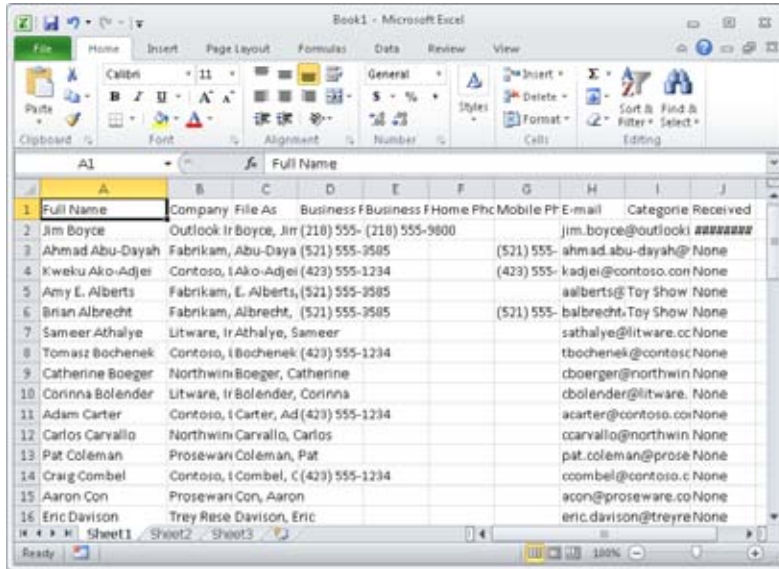 Book1 - Microsoft Excel
File Home Insert Page Layout Formulas Data Review View
Paste
Calibri 11
General
Styles
Insert
Delete
Format
Sort & Filter
Find & Select
Clipboard Font Alignment Number Cells Editing
A1 fx Full Name
A B C D E F G H I J
1 Full Name Company File As Business F Business F Home Pho Mobile Ph E-mail Categorie Received
2 Jim Boyce Outlook Ir Boyce, Jim (218) 555- (218) 555-9800 jim.boyce@outlooki ########
3 Ahmad Abu-Dayah Fabrikam, Abu-Daya (521) 555-3585 (521) 555- ahmad.abu-dayah@ None
4 Kweku Ako-Adjei Contoso, L Ako-Adjei (423) 555-1234 (423) 555- kadjei@contoso.com None
5 Amy E. Alberts Fabrikam, E. Alberts, (521) 555-3585 aalberts@ Toy Show None
6 Brian Albrecht Fabrikam, Albrecht, (521) 555-3585 (521) 555- balbrecht. Toy Show None
7 Sameer Athalye Litware, Ir Athalye, Sameer sathalye@litware.cc None
8 Tomasz Bochenek Contoso, L Bochenek (423) 555-1234 tbochenek@contosc None
9 Catherine Boeger Northwin Boeger, Catherine cboerger@northwin None
10 Corinna Bolender Litware, Ir Bolender, Corinna cbolender@litware. None
11 Adam Carter Contoso, L Carter, Ad (423) 555-1234 acarter@contoso.co None
12 Carlos Carvallo Northwin Carvallo, Carlos ccarvallo@northwin None
13 Pat Coleman Prosewar Coleman, Pat pat.coleman@prose None
14 Craig Combel Contoso, L Combel, C (423) 555-1234 ccombel@contoso.c None
15 Aaron Con Prosewar Con, Aaron acon@proseware.co None
16 Eric Davison Trey Rese Davison, Eric eric.davison@treyre None
Sheet1 Sheet2 Sheet3
Ready 100%